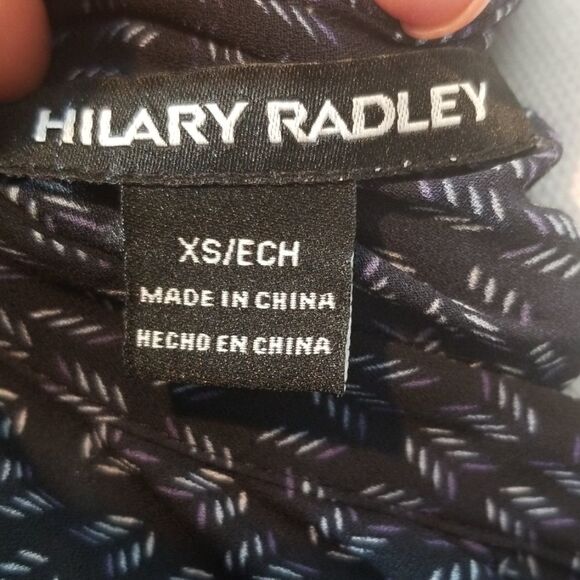 HILARY RADLEY
XS/ECH
MADE IN CHINA
HECHO EN CHINA